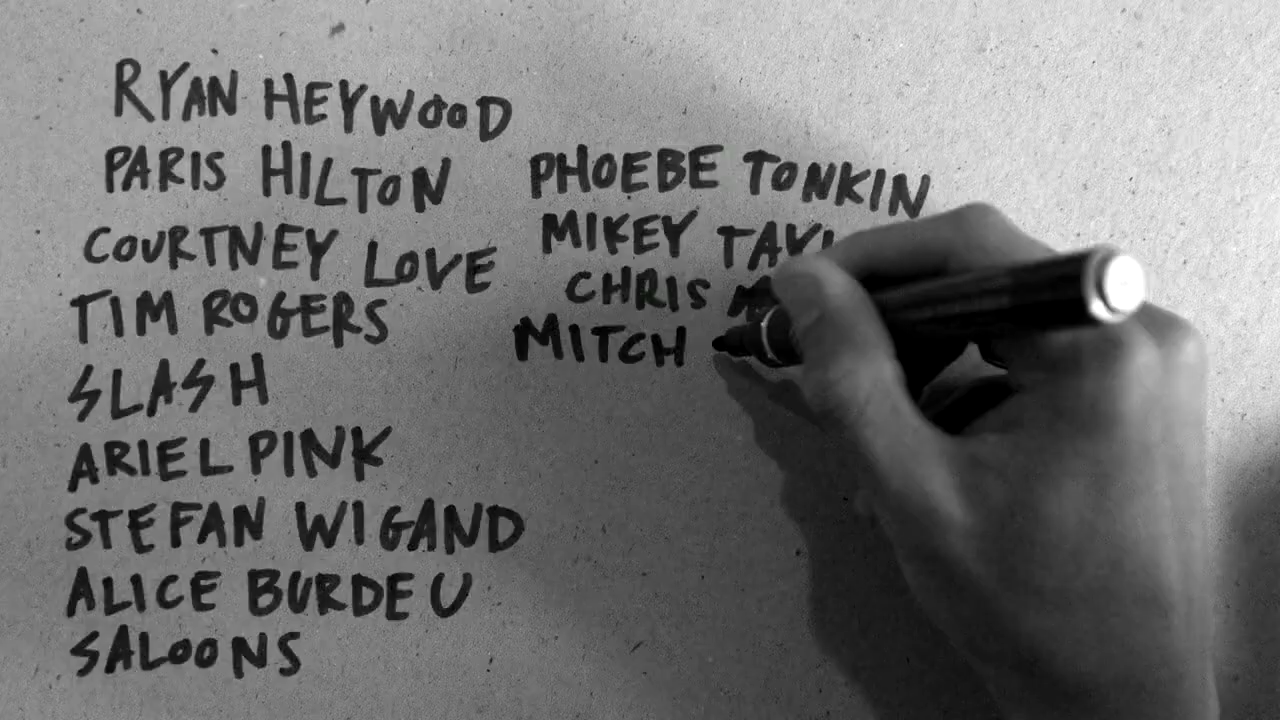 RYAN HEYWOOD
PARIS HILTON
COURTNEY LOVE
TIM ROGERS
SLASH
ARIEL PINK
STEFAN WIGAND
ALICE BURDEU
SALOONS
PHOEBE TONKIN
MIKEY
CHRIS
MITCH